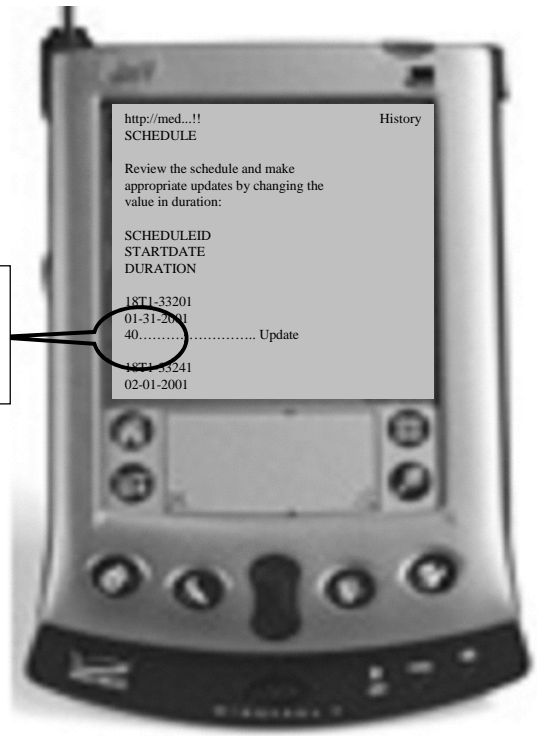 http://med...!! History
SCHEDULE
Review the schedule and make
appropriate updates by changing the
value in duration:
SCHEDULEID
STARTDATE
DURATION
18T1-33201
01-31-2001
40…………………….. Update
18T1-33241
02-01-2001